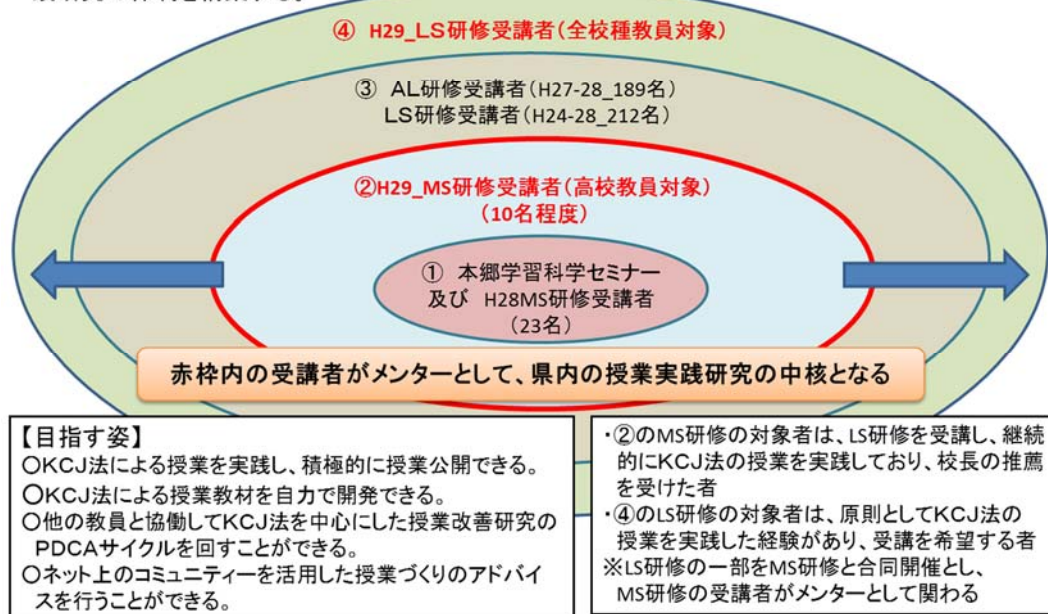 ④ H29_LS研修受講者(全校種教員対象)
③ AL研修受講者(H27-28_189名)
LS研修受講者(H24-28_212名)
②H29_MS研修受講者(高校教員対象)
(10名程度)
① 本郷学習科学セミナー
及び H28MS研修受講者
(23名)
赤枠内の受講者がメンターとして、県内の授業実践研究の中核となる
【目指す姿】
○KCJ法による授業を実践し、積極的に授業公開できる。
○KCJ法による授業教材を自力で開発できる。
○他の教員と協働してKCJ法を中心にした授業改善研究の
PDCAサイクルを回すことができる。
○ネット上のコミュニティーを活用した授業づくりのアドバイ
スを行うことができる。
・②のMS研修の対象者は、LS研修を受講し、継続
的にKCJ法の授業を実践しており、校長の推薦
を受けた者
・④のLS研修の対象者は、原則としてKCJ法の
授業を実践した経験があり、受講を希望する者
※LS研修の一部をMS研修と合同開催とし、
MS研修の受講者がメンターとして関わる